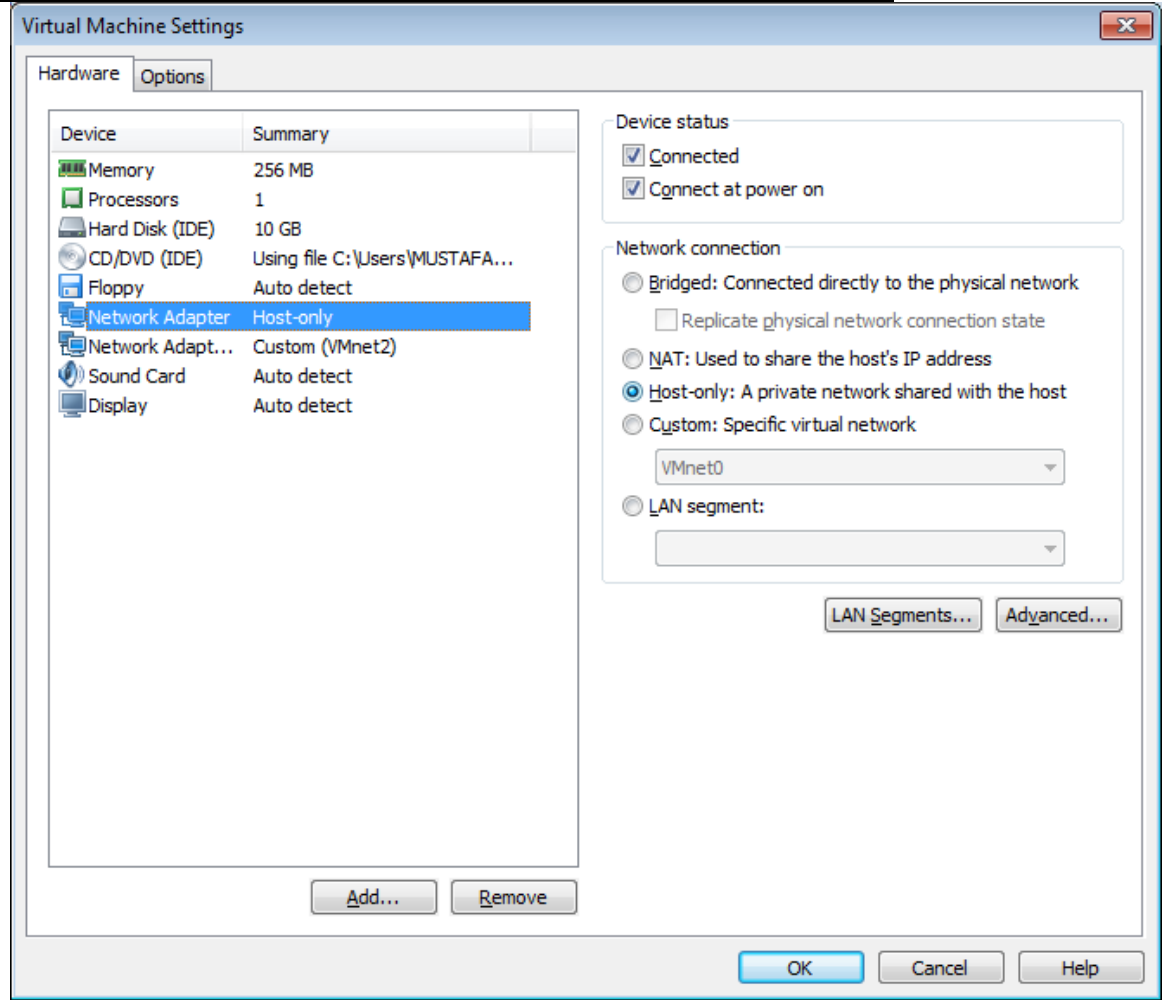 Virtual Machine Settings
Hardware Options
Device Summary
Memory 256 MB
Processors 1
Hard Disk (IDE) 10 GB
CD/DVD (IDE) Using file C:\Users\MUSTAFA...
Floppy Auto detect
Network Adapter Host-only
Network Adapt... Custom (VMnet2)
Sound Card Auto detect
Display Auto detect
Add... Remove
Device status
Connected
Connect at power on
Network connection
Bridged: Connected directly to the physical network
Replicate physical network connection state
NAT: Used to share the host's IP address
Host-only: A private network shared with the host
Custom: Specific virtual network
VMnet0
LAN segment:
LAN Segments... Advanced...
OK Cancel Help